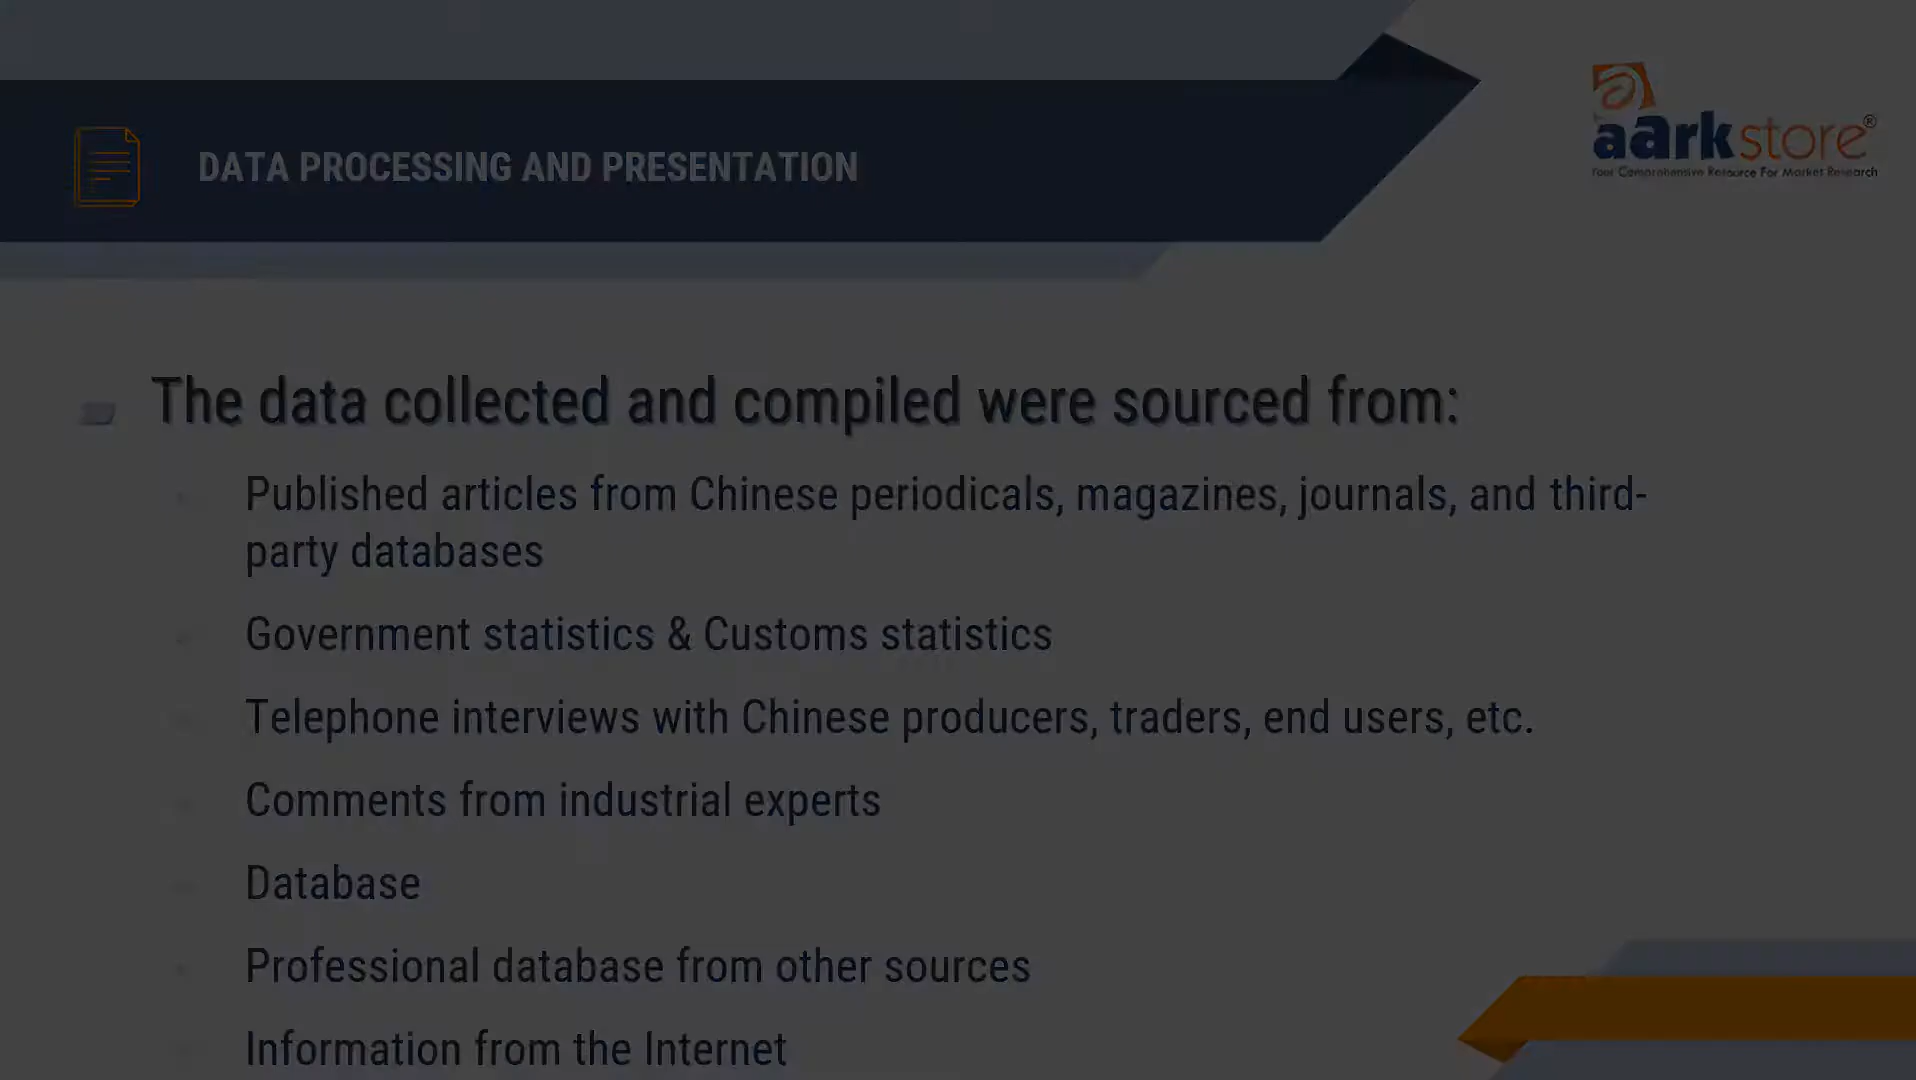 DATA PROCESSING AND PRESENTATION
aarkstore®
Your Comprehensive Resource For Market Research
The data collected and compiled were sourced from:
Published articles from Chinese periodicals, magazines, journals, and third-
party databases
Government statistics & Customs statistics
Telephone interviews with Chinese producers, traders, end users, etc.
Comments from industrial experts
Database
Professional database from other sources
Information from the Internet